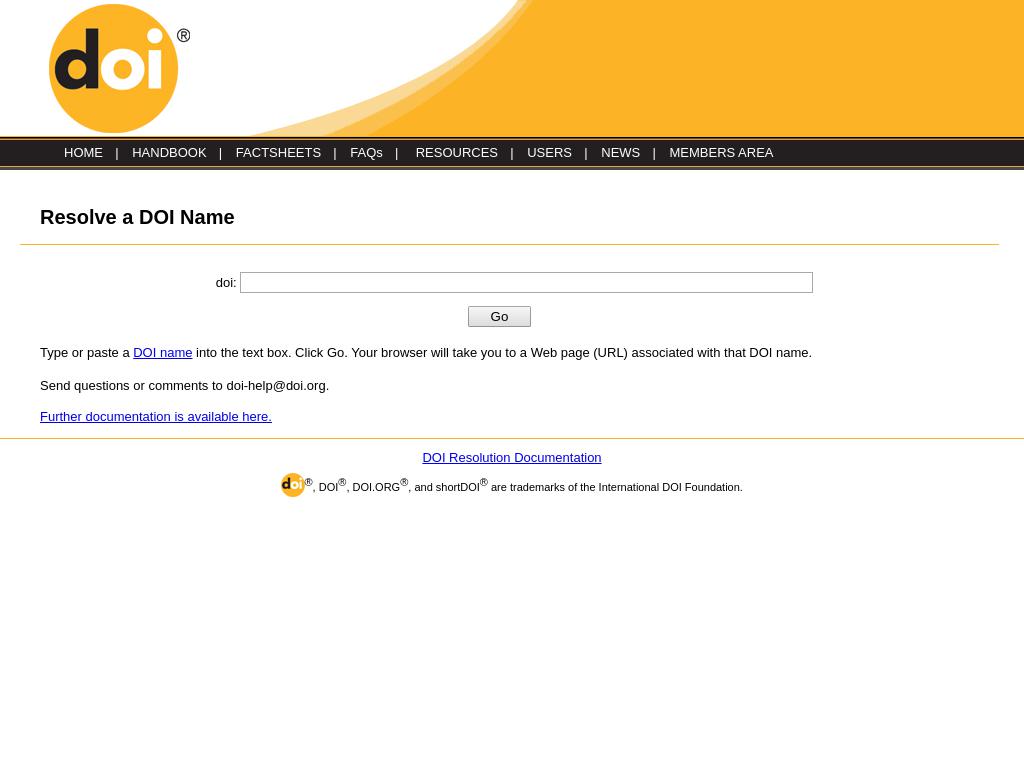 doi®
HOME | HANDBOOK | FACTSHEETS | FAQs | RESOURCES | USERS | NEWS | MEMBERS AREA
Resolve a DOI Name
doi:
Go
Type or paste a DOI name into the text box. Click Go. Your browser will take you to a Web page (URL) associated with that DOI name.
Send questions or comments to doi-help@doi.org.
Further documentation is available here.
DOI Resolution Documentation
doi®, DOI®, DOI.ORG®, and shortDOI® are trademarks of the International DOI Foundation.